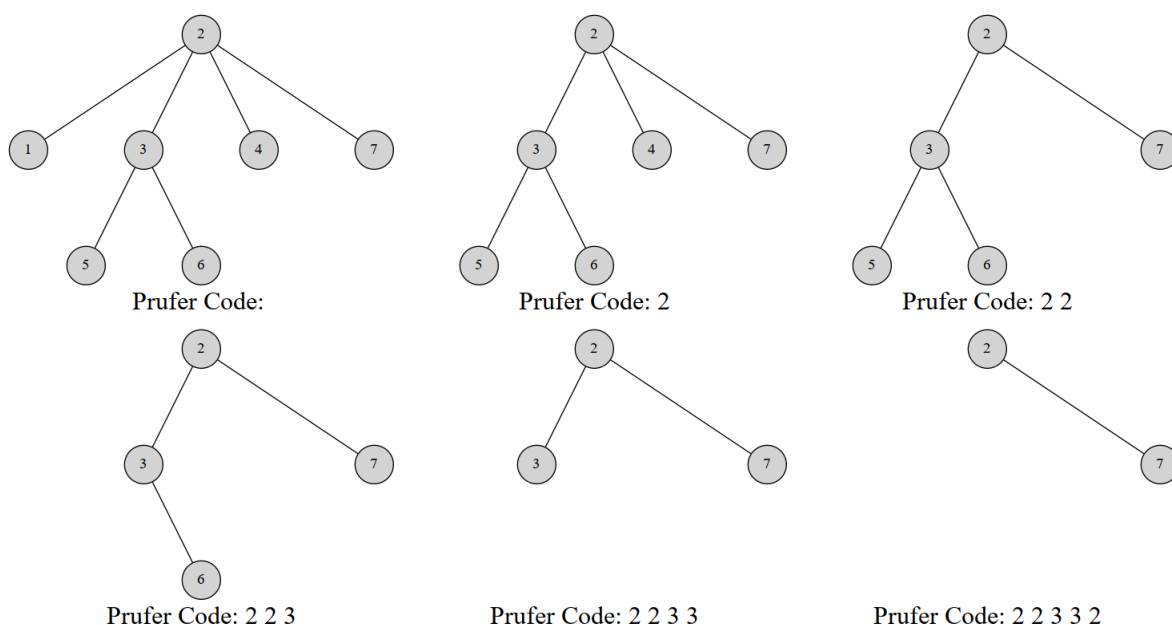 2 2 2
1 3 4 7 3 4 7 3 7
5 6 5 6 5 6
Prufer Code: Prufer Code: 2 Prufer Code: 2 2
2 2 2
3 7 3 7 7
6
Prufer Code: 2 2 3 Prufer Code: 2 2 3 3 Prufer Code: 2 2 3 3 2